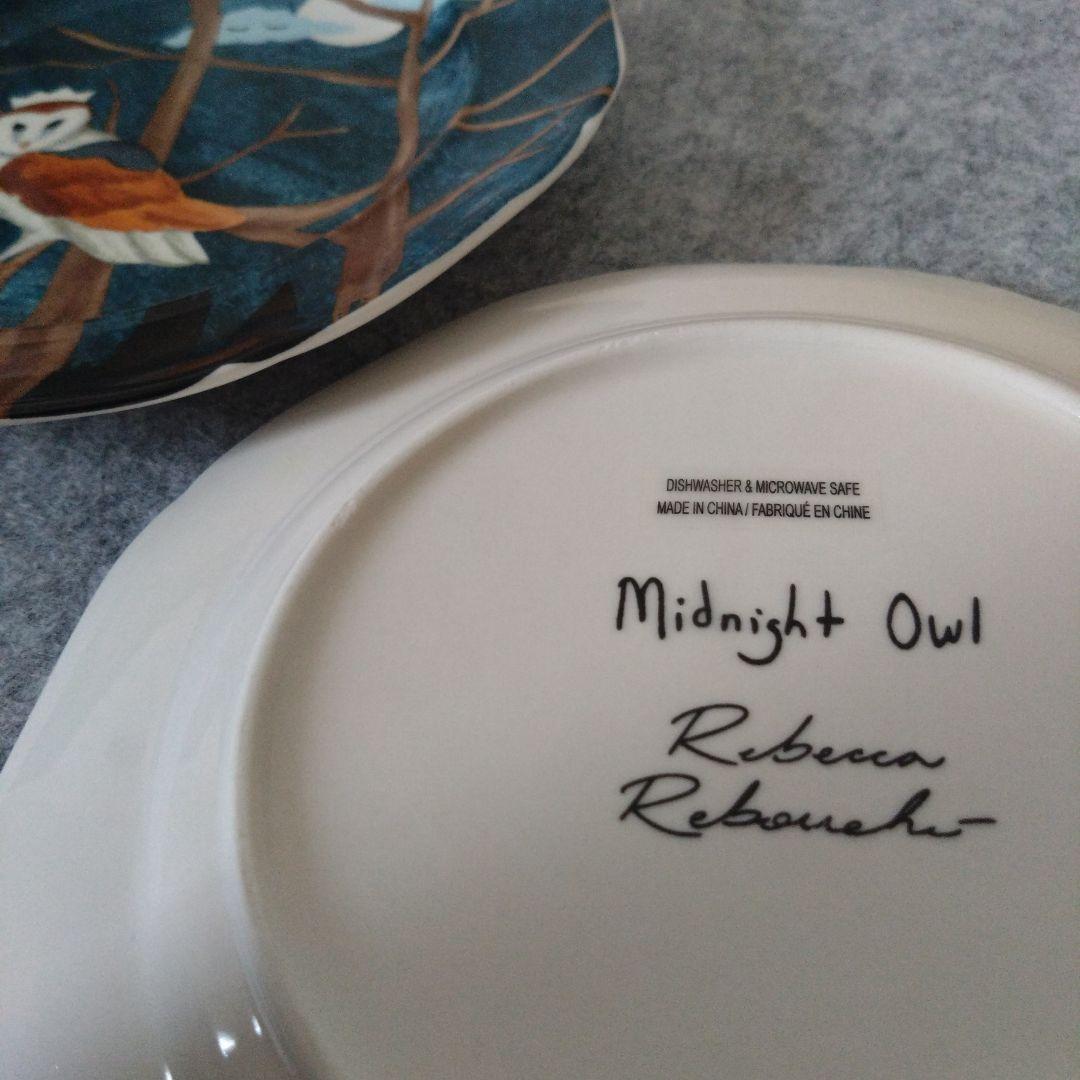 DISHWASHER & MICROWAVE SAFE
MADE IN CHINA / FABRIQUÉ EN CHINE
Midnight Owl
Rebecca
Rebouché